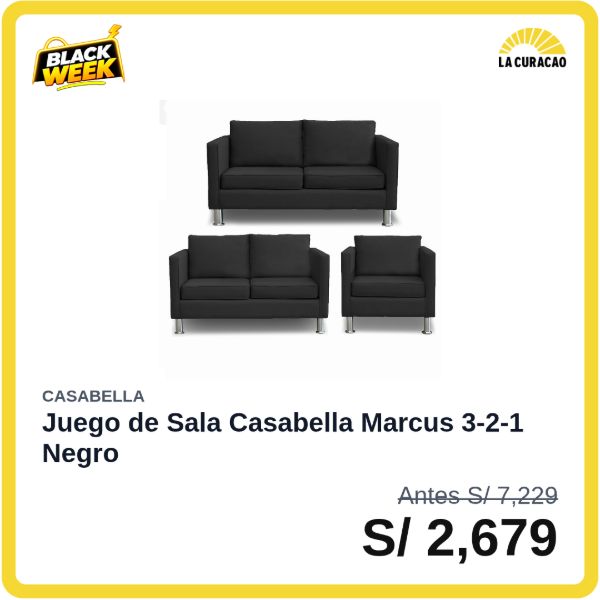 BLACK
WEEK
LA CURACAO
CASABELLA
Juego de Sala Casabella Marcus 3-2-1
Negro
Antes S/ 7,229
S/ 2,679